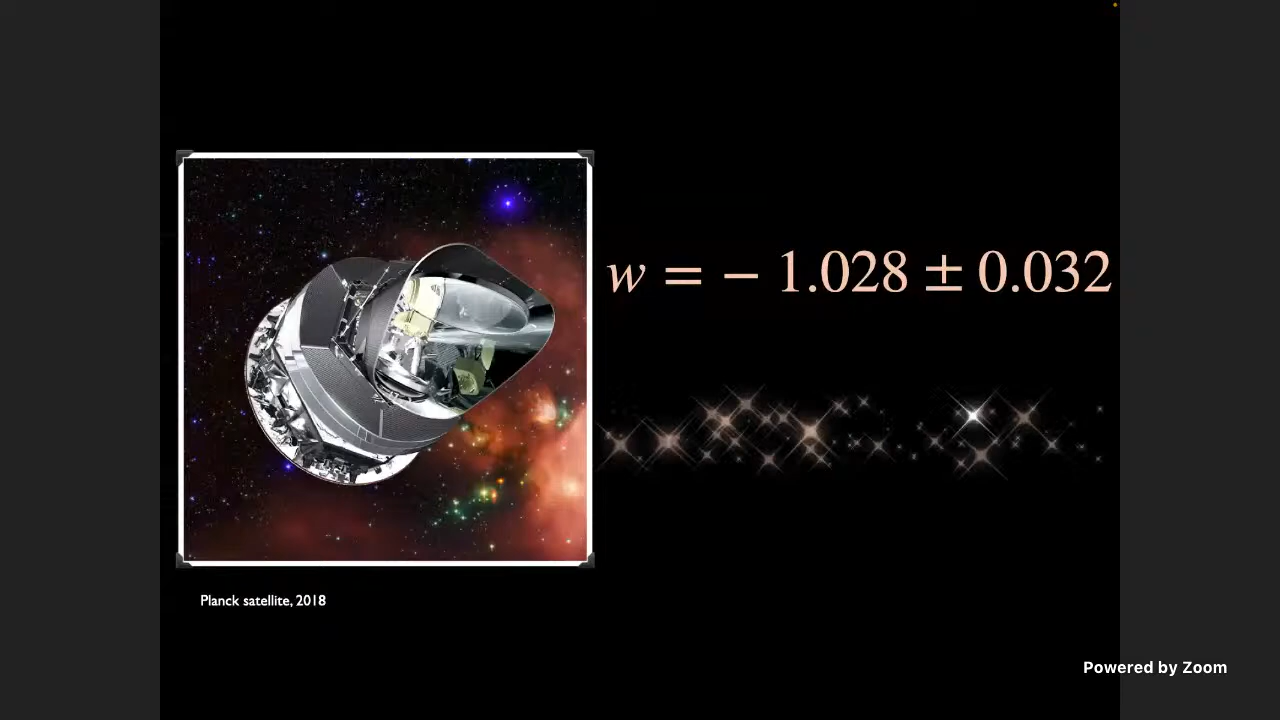 w = − 1.028 ± 0.032
Planck satellite, 2018
Powered by Zoom